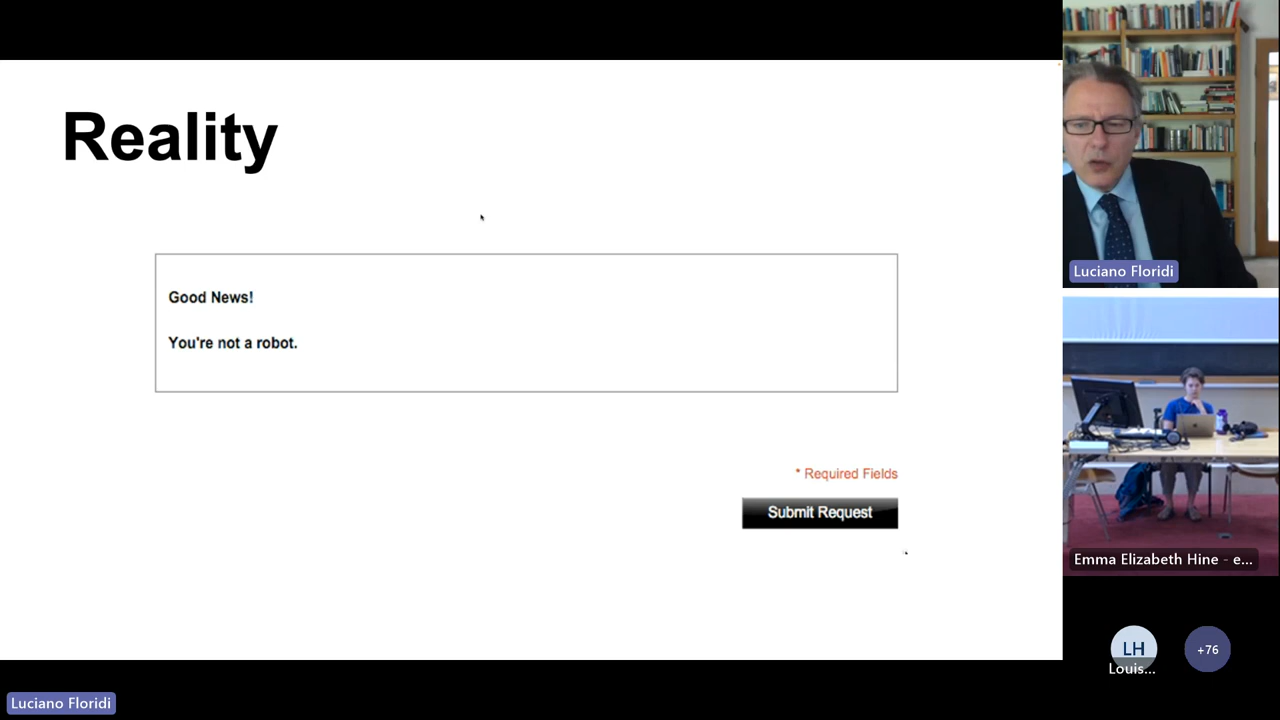 Reality
Good News!
You're not a robot.
* Required Fields
Submit Request
Luciano Floridi
Emma Elizabeth Hine - e...
LH
Louis...
+76
Luciano Floridi